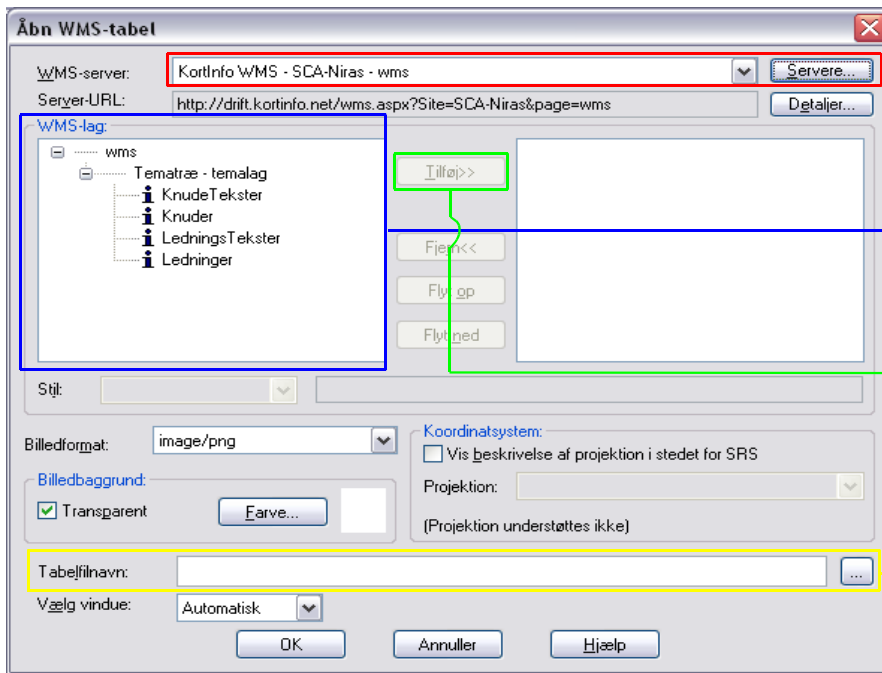 Åbn WMS-tabel
WMS-server: KortInfo WMS - SCA-Niras - wms Servere...
Server-URL: http://drift.kortinfo.net/wms.aspx?Site=SCA-Niras&page=wms Detaljer...
WMS-lag:
wms
Tematræ - temalag
KnudeTekster
Knuder
LedningsTekster
Ledninger
Tilføj>>
Fjern<<
Flyt op
Flyt ned
Stil:
Billedformat: image/png
Billedbaggrund:
Transparent Farve...
Koordinatsystem:
Vis beskrivelse af projektion i stedet for SRS
Projektion:
(Projektion understøttes ikke)
Tabelfilnavn: ...
Vælg vindue: Automatisk
OK Annuller Hjælp